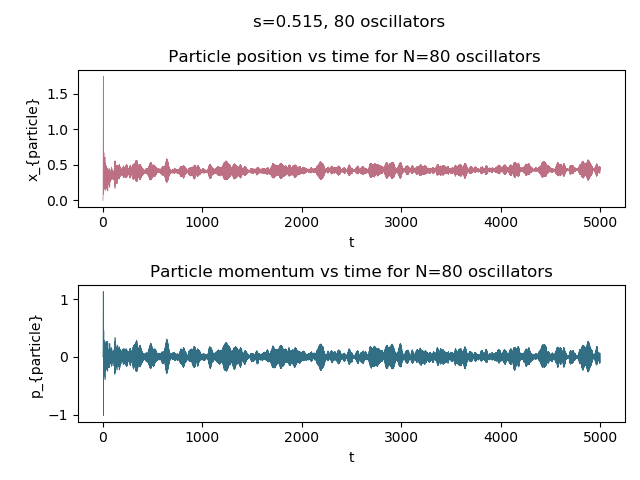 s=0.515, 80 oscillators
Particle position vs time for N=80 oscillators
x_{particle}
1.5
1.0
0.5
0.0
0 1000 2000 3000 4000 5000
t
Particle momentum vs time for N=80 oscillators
p_{particle}
1
0
−1
0 1000 2000 3000 4000 5000
t